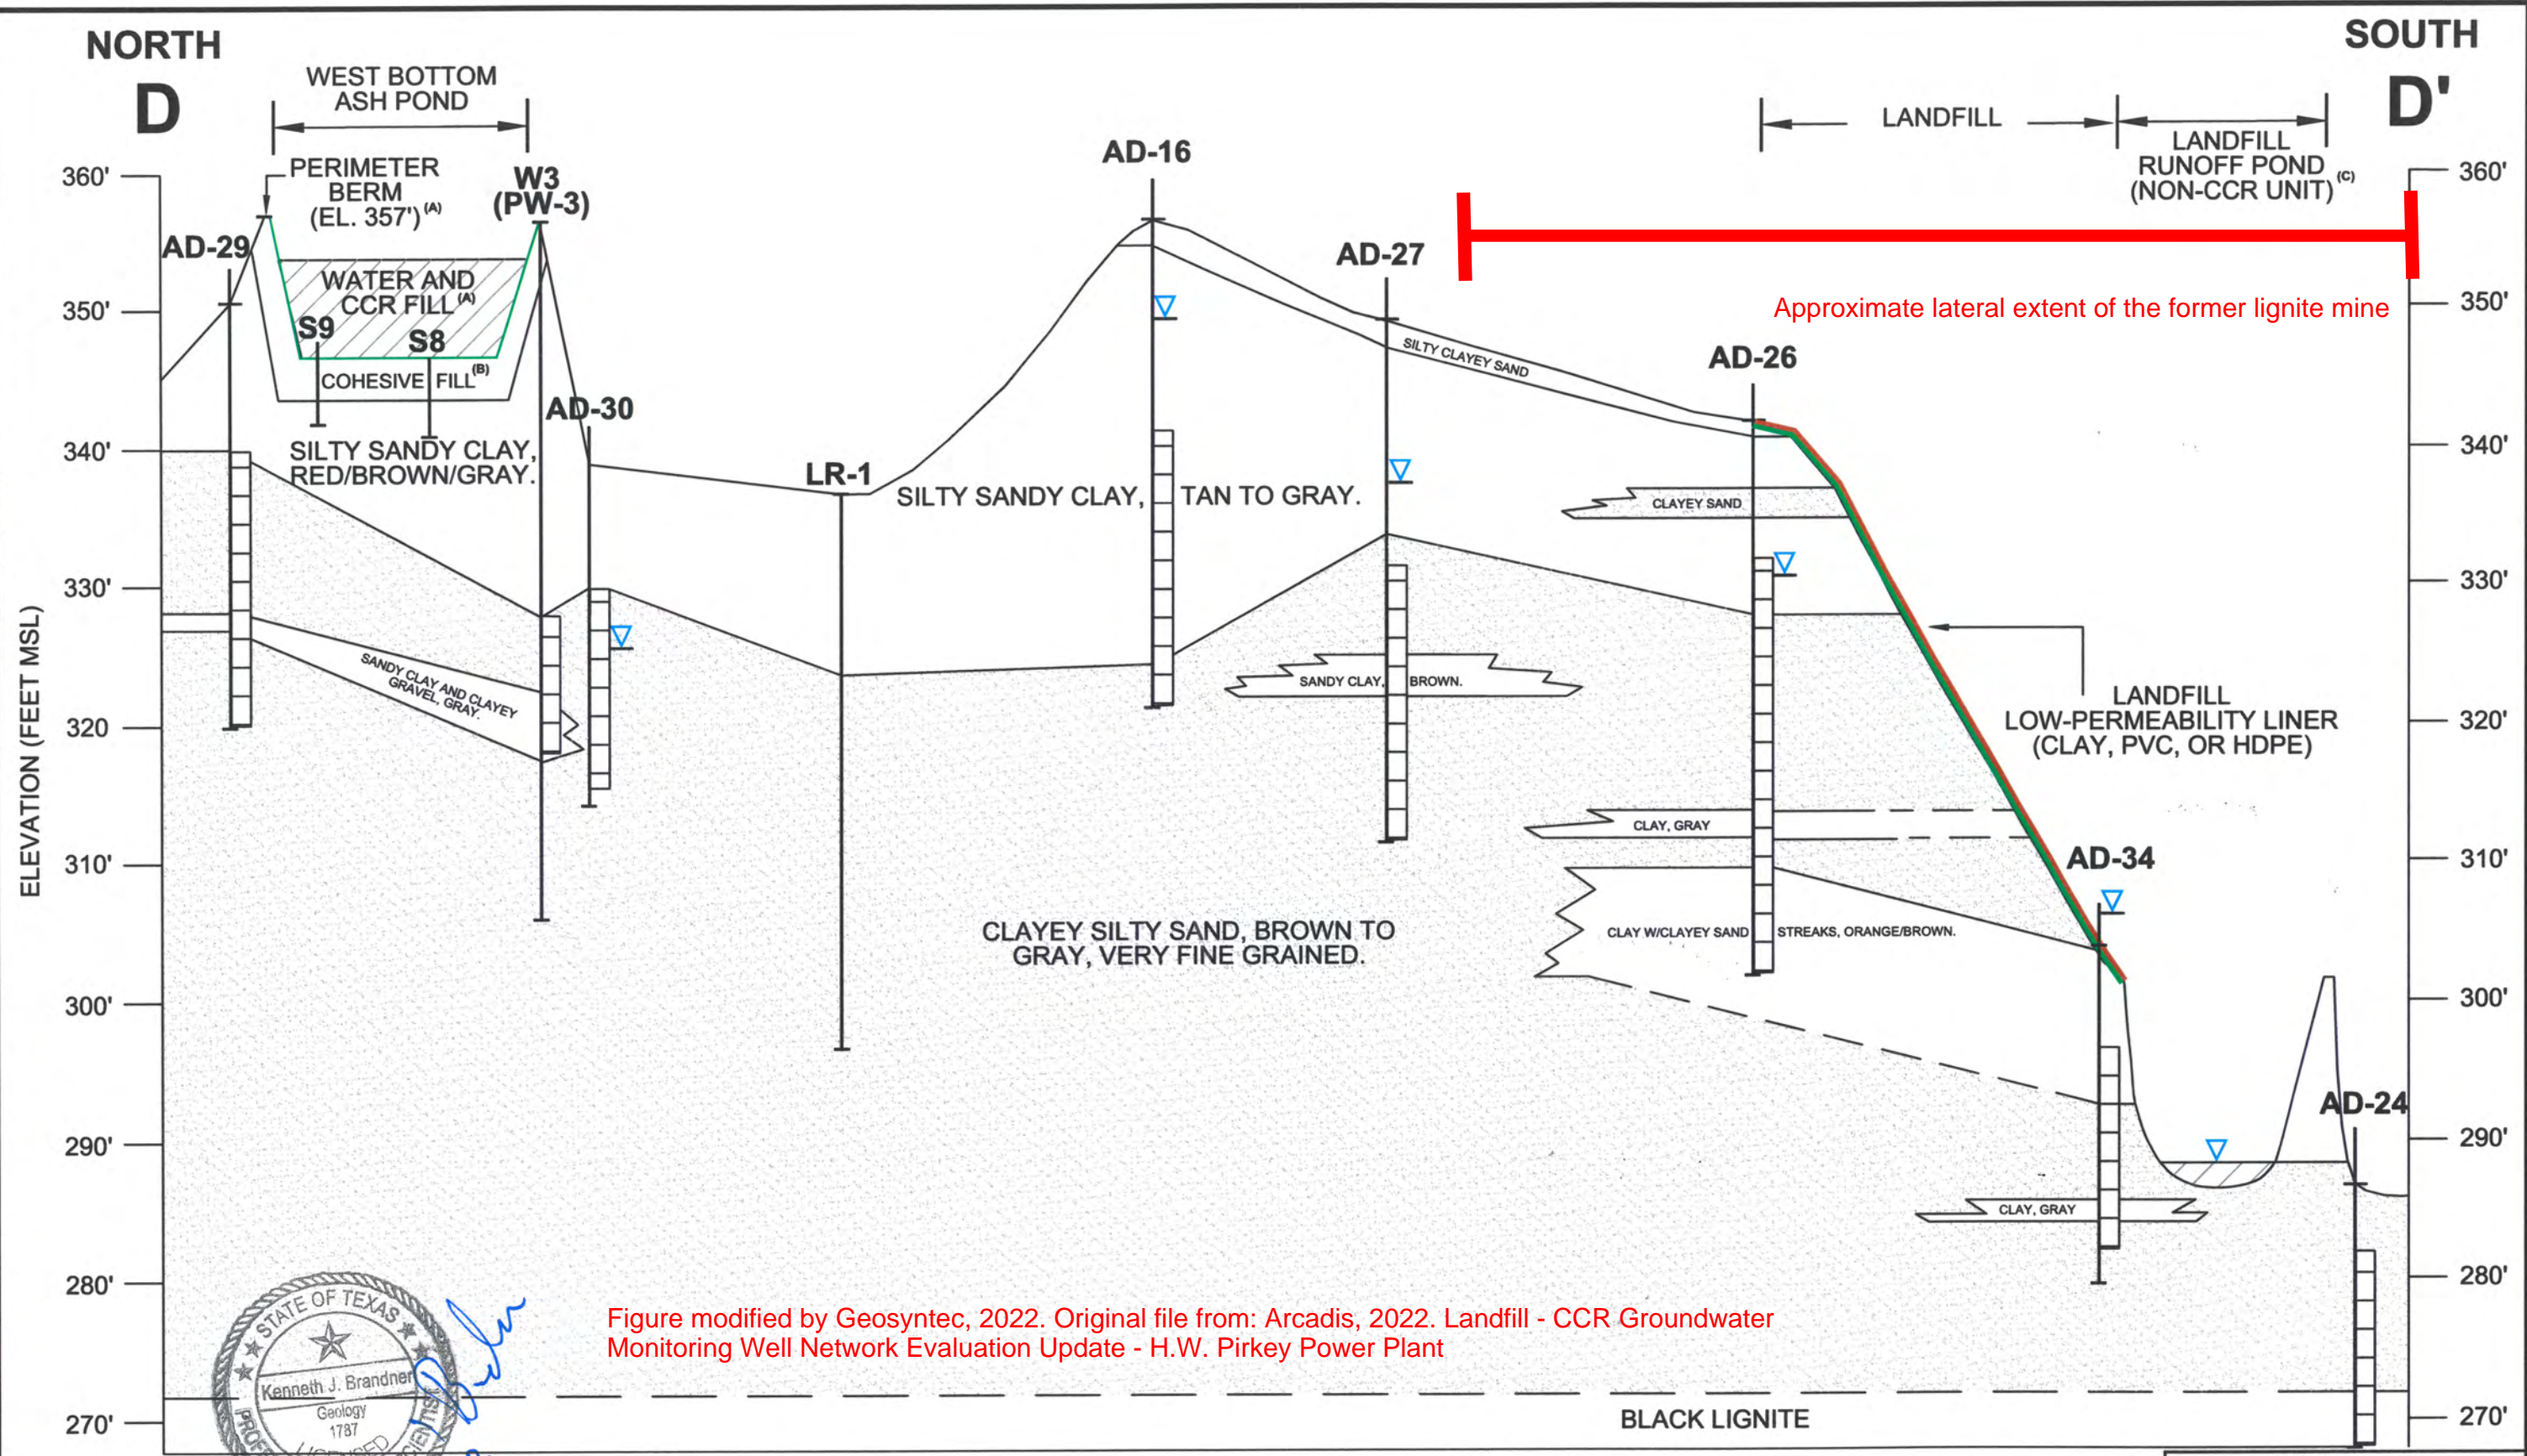 NORTH
D
WEST BOTTOM
ASH POND
PERIMETER
BERM
(EL. 357') (A)
W3
(PW-3)
AD-29
WATER AND
CCR FILL (A)
S9
S8
COHESIVE FILL (B)
AD-30
SILTY SANDY CLAY,
RED/BROWN/GRAY.
LR-1
AD-16
AD-27
SILTY SANDY CLAY, TAN TO GRAY.
SILTY CLAYEY SAND
SOUTH
D'
LANDFILL
LANDFILL
RUNOFF POND
(NON-CCR UNIT) (C)
Approximate lateral extent of the former lignite mine
AD-26
CLAYEY SAND
SANDY CLAY AND CLAYEY
GRAVEL, GRAY.
SANDY CLAY, BROWN.
LANDFILL
LOW-PERMEABILITY LINER
(CLAY, PVC, OR HDPE)
CLAY, GRAY
AD-34
CLAYEY SILTY SAND, BROWN TO
GRAY, VERY FINE GRAINED.
CLAY W/CLAYEY SAND STREAKS, ORANGE/BROWN.
AD-24
CLAY, GRAY
ELEVATION (FEET MSL)
360'
350'
340'
330'
320
310'
300'
290'
280'
270'
360'
350'
340'
330'
320'
310'
300'
290'
280'
270'
STATE OF TEXAS
Kenneth J. Brandner
Geology
1787
LICENSED
Figure modified by Geosyntec, 2022. Original file from: Arcadis, 2022. Landfill - CCR Groundwater
Monitoring Well Network Evaluation Update - H.W. Pirkey Power Plant
BLACK LIGNITE